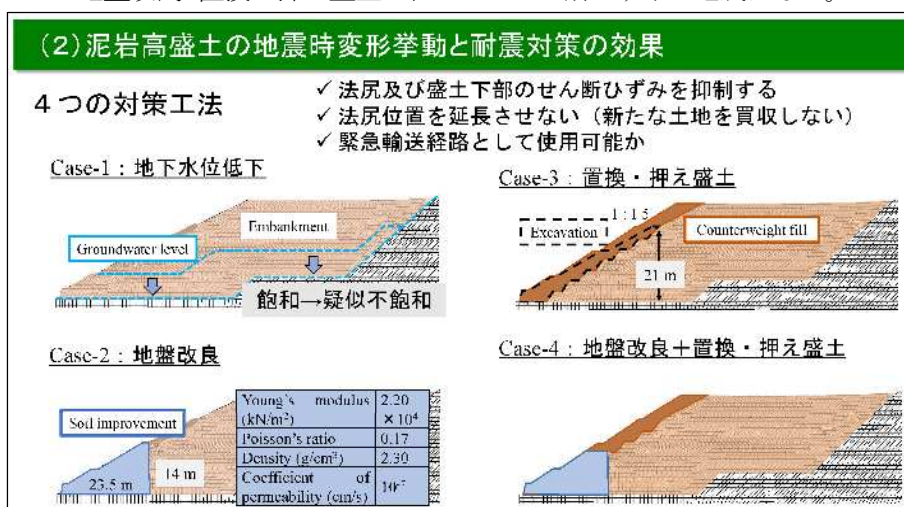 (2)泥岩高盛土の地震時変形挙動と耐震対策の効果
4つの対策工法
✓ 法尻及び盛土下部のせん断ひずみを抑制する
✓ 法尻位置を延長させない（新たな土地を買収しない）
✓ 緊急輸送経路として使用可能か
Case-1：地下水位低下
Embankment
Groundwater level
飽和→疑似不飽和
Case-3：置換・押え盛土
1 : 1.5
Excavation
Counterweight fill
21 m
Case-2：地盤改良
Soil improvement
23.5 m
14 m
Young's modulus (kN/m²) 2.20 × 10⁴
Poisson's ratio 0.17
Density (g/cm³) 2.30
Coefficient of permeability (cm/s)
Case-4：地盤改良＋置換・押え盛土